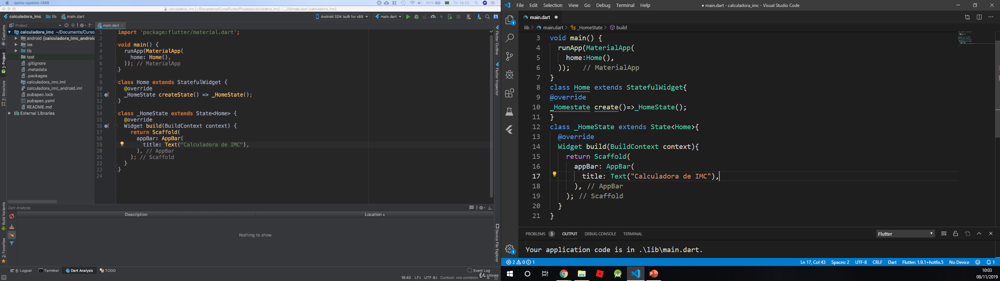 qemu-system-i386
100%
Ter 14:23
calculadora_imc [~/Documents/CursoFlutter/Projetos/calculadora_imc] - .../lib/main.dart [calculadora_imc]
calculadora_imc
lib
main.dart
Android SDK built for x86
main.dart
Project
main.dart
calculadora_imc ~/Documents/Curso
android [calculadora_imc_android
ios
lib
test
.gitignore
.metadata
.packages
calculadora_imc.iml
calculadora_imc_android.iml
pubspec.lock
pubspec.yaml
README.md
External Libraries
Captures
1: Project
Z: Structure
Build Variants
2: Favorites
1 import 'package:flutter/material.dart';
2
3 void main() {
4 runApp(MaterialApp(
5 home: Home(),
6 )); // MaterialApp
7 }
8
9 class Home extends StatefulWidget {
10 @override
11 _HomeState createState() => _HomeState();
12 }
13
14 class _HomeState extends State<Home> {
15 @override
16 Widget build(BuildContext context) {
17 return Scaffold(
18 appBar: AppBar(
19 title: Text("Calculadora de IMC"),
20 ), // AppBar
21 ); // Scaffold
22 }
23 }
24
Flutter Outline
Flutter Inspector
Device File Explorer
Dart Analysis
Description
Location
Nothing to show
6: Logcat
Terminal
Dart Analysis
TODO
Event Log
19:40 LF UTF-8 Context: <no context>
Udemy
File Edit Selection View Go Debug Terminal Help
● main.dart - calculadora_imc - Visual Studio Code
main.dart
lib > main.dart > _HomeState > build
1
3 void main() {
4 runApp(MaterialApp(
5 home:Home(),
6 )); // MaterialApp
7 }
8 class Home extends StatefulWidget{
9 @override
10 _Homestate create()=>_HomeState();
11 }
12 class _HomeState extends State<Home>{
13 @override
14 Widget build(BuildContext context){
15 return Scaffold(
16 appBar: AppBar(
17 title: Text("Calculadora de IMC"),
18 ), // AppBar
19 ); // Scaffold
20 }
21 }
PROBLEMS 3 OUTPUT DEBUG CONSOLE TERMINAL
Flutter
Your application code is in .\lib\main.dart.
1
2 0 1
Ln 17, Col 43 Spaces: 2 UTF-8 CRLF Dart Flutter: 1.9.1+hotfix.5 No Device 1
10:03
08/11/2019